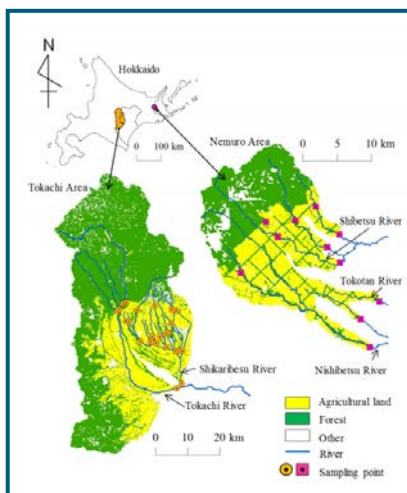 N
Hokkaido
0 100 km
Nemuro Area
0 5 10 km
Tokachi Area
Shibetsu River
Tokotan River
Shikaribesu River
Nishibetsu River
Tokachi River
0 10 20 km
Agricultural land
Forest
Other
River
Sampling point